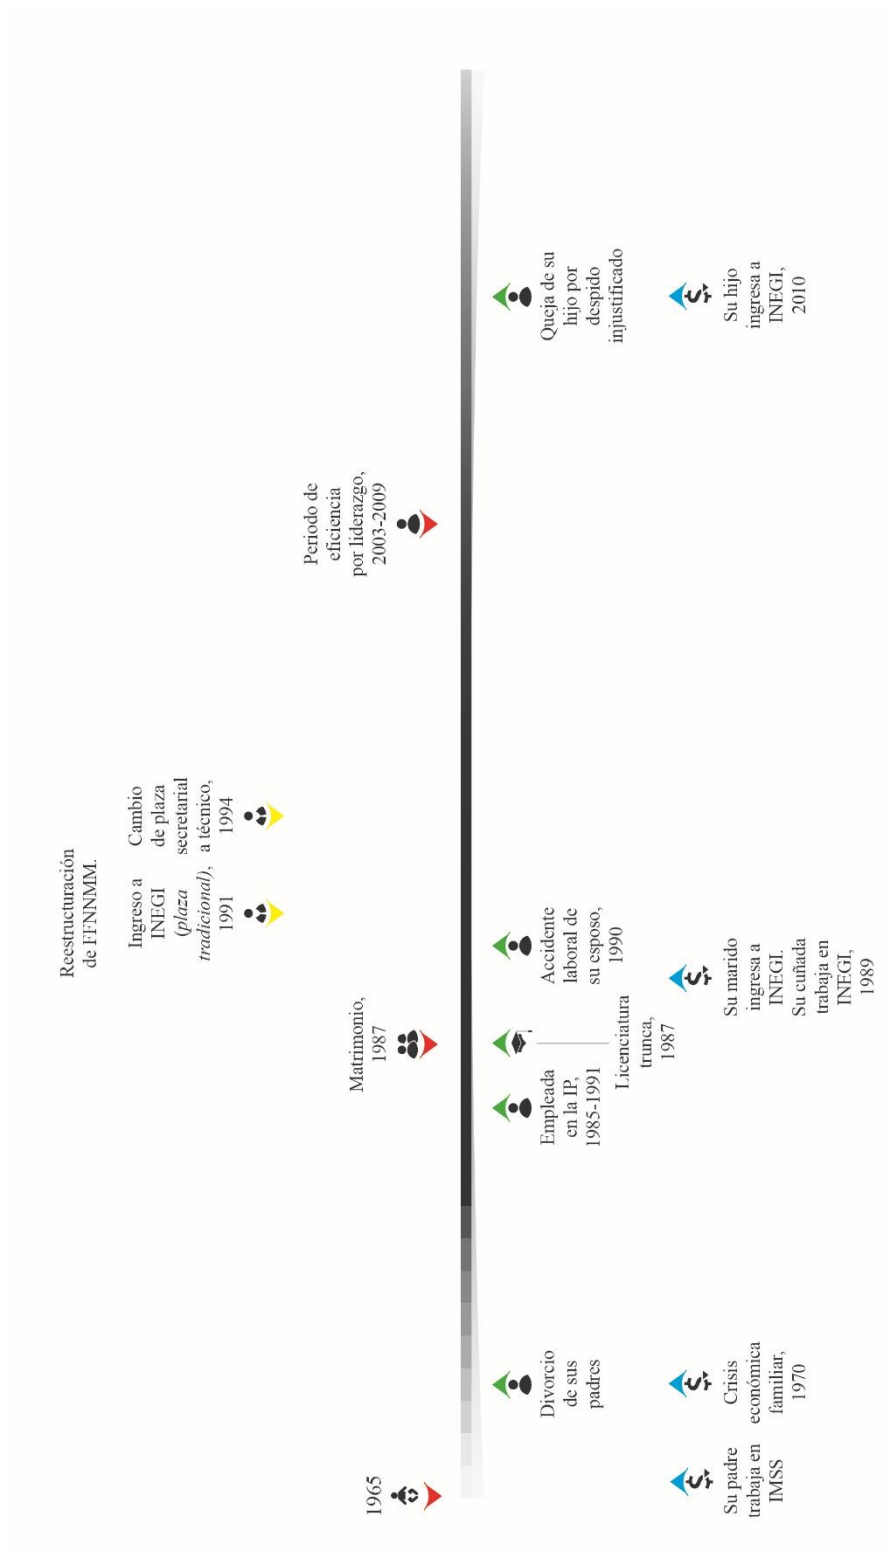 Reestructuración
de FFNNMM.
Ingreso a
INEGI
(plaza
tradicional),
1991
Cambio
de plaza
secretarial
a técnico,
1994
1965
Matrimonio,
1987
Periodo de
eficiencia
por liderazgo,
2003-2009
Divorcio
de sus
padres
Empleada
en la IP,
1985-1991
Licenciatura
trunca,
1987
Accidente
laboral de
su esposo,
1990
Queja de su
hijo por
despido
injustificado
Su padre
trabaja en
IMSS
Crisis
económica
familiar,
1970
Su marido
ingresa a
INEGI.
Su cuñada
trabaja en
INEGI,
1989
Su hijo
ingresa a
INEGI,
2010